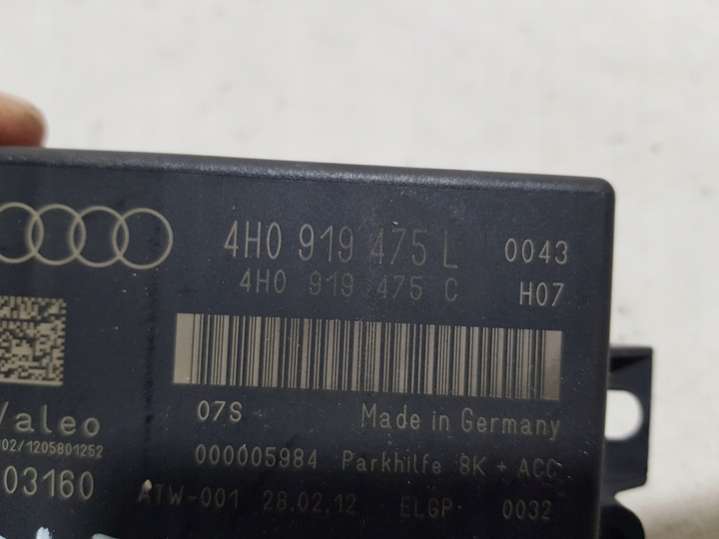 4H0 919 475 L 0043
4H0 919 475 C H07
07S Made in Germany
Valeo
02/1205801252
000005984 Parkhilfe 8K + ACC
03160
ATW-001 28.02.12 ELGP 0032